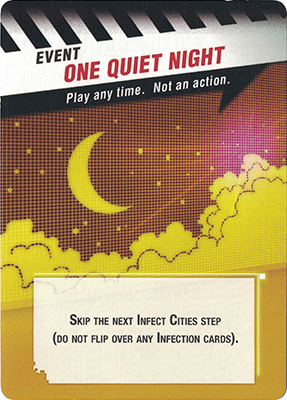 EVENT
ONE QUIET NIGHT
Play any time. Not an action.
SKIP THE NEXT INFECT CITIES STEP
(DO NOT FLIP OVER ANY INFECTION CARDS).